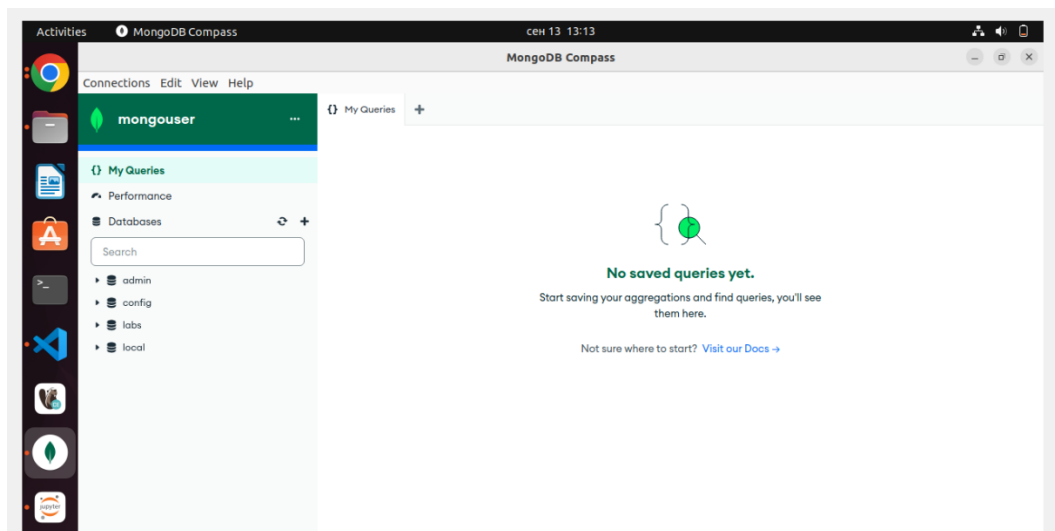 Activities MongoDB Compass сен 13 13:13
MongoDB Compass
Connections Edit View Help
mongouser ...
{} My Queries +
{} My Queries
Performance
Databases +
Search
admin
config
labs
local
No saved queries yet.
Start saving your aggregations and find queries, you'll see
them here.
Not sure where to start? Visit our Docs →
jupyter